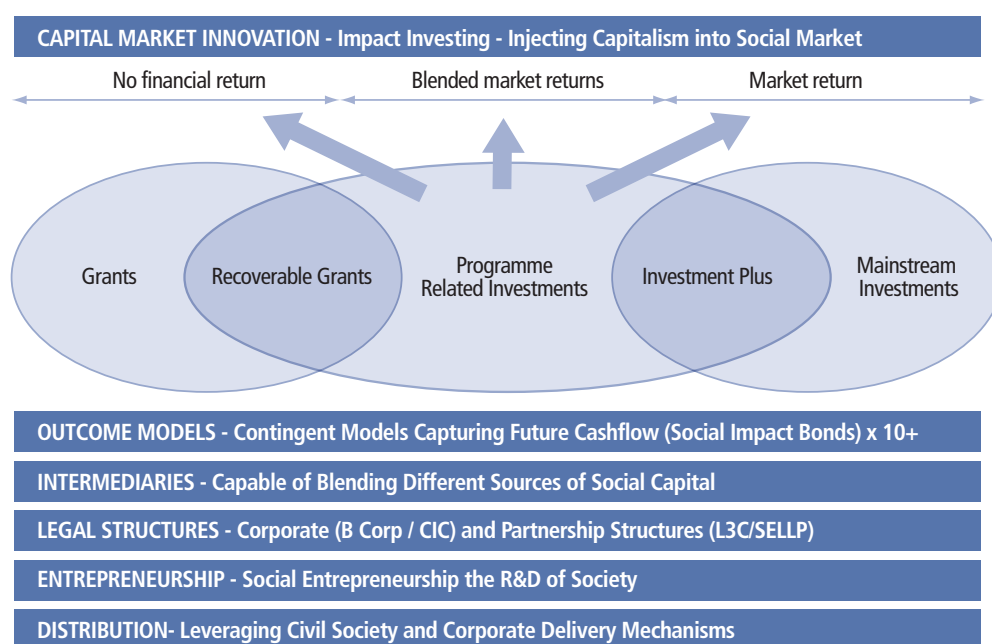 CAPITAL MARKET INNOVATION - Impact Investing - Injecting Capitalism into Social Market
No financial return
Blended market returns
Market return
Grants
Recoverable Grants
Programme
Related Investments
Investment Plus
Mainstream
Investments
OUTCOME MODELS - Contingent Models Capturing Future Cashflow (Social Impact Bonds) x 10+
INTERMEDIARIES - Capable of Blending Different Sources of Social Capital
LEGAL STRUCTURES - Corporate (B Corp / CIC) and Partnership Structures (L3C/SELLP)
ENTREPRENEURSHIP - Social Entrepreneurship the R&D of Society
DISTRIBUTION- Leveraging Civil Society and Corporate Delivery Mechanisms